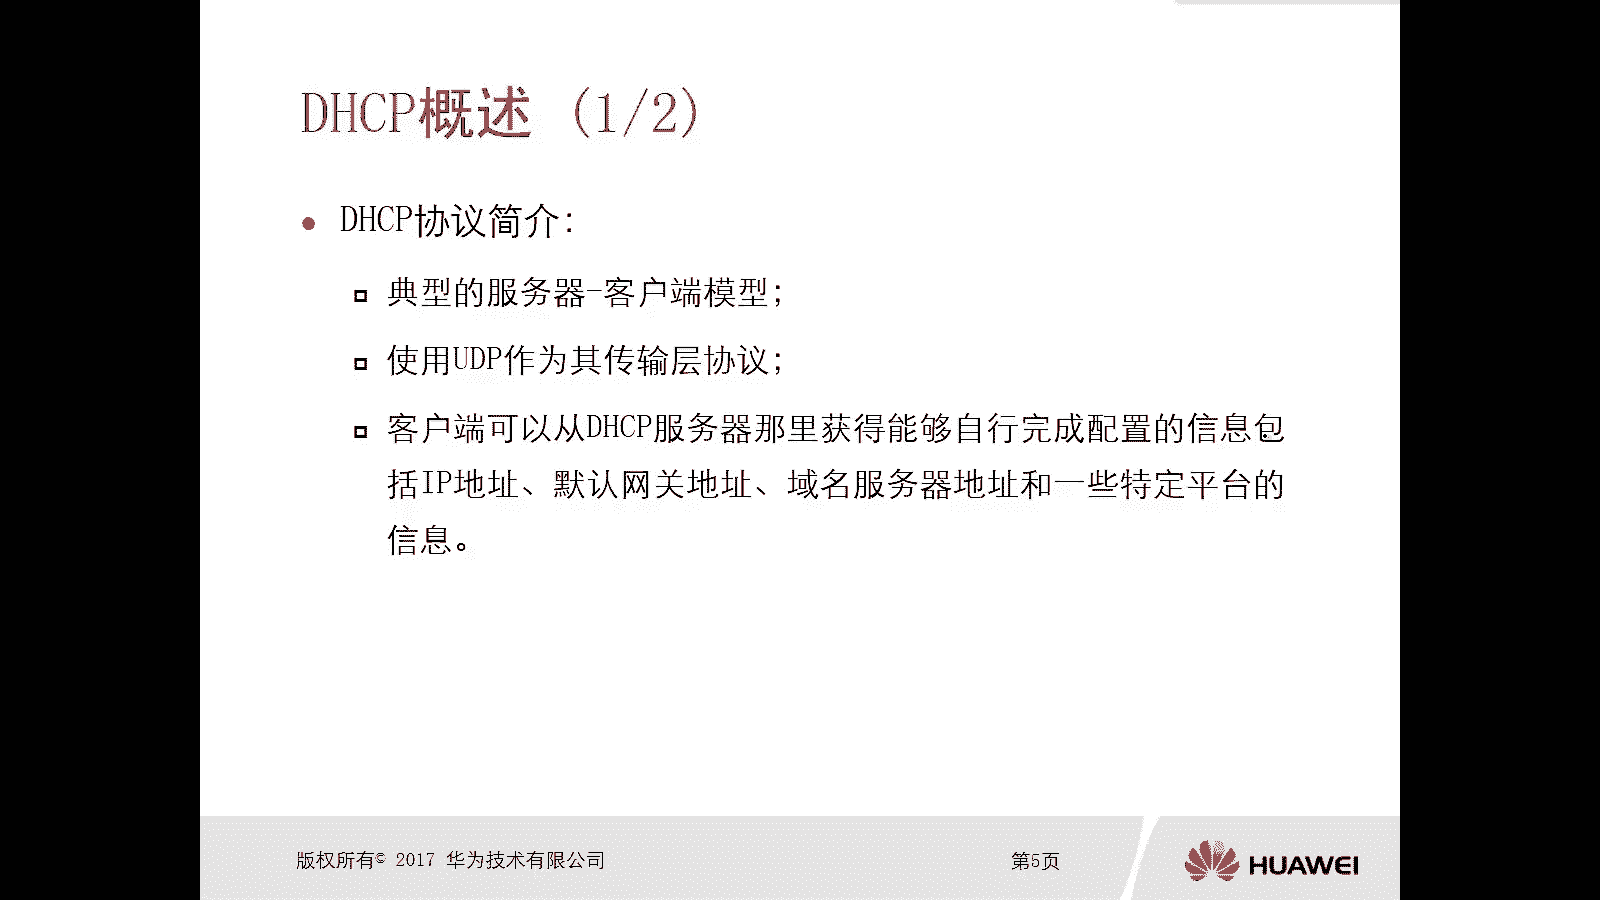 DHCP概述 (1/2)
DHCP协议简介：
典型的服务器-客户端模型；
使用UDP作为其传输层协议；
客户端可以从DHCP服务器那里获得能够自行完成配置的信息包
括IP地址、默认网关地址、域名服务器地址和一些特定平台的
信息。
版权所有© 2017 华为技术有限公司
第5页
HUAWEI